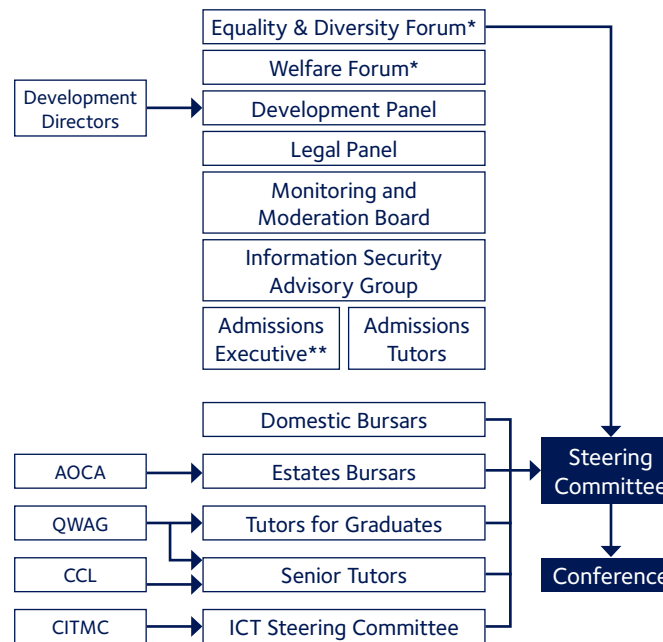 Equality & Diversity Forum*
Welfare Forum*
Development
Directors
Development Panel
Legal Panel
Monitoring and
Moderation Board
Information Security
Advisory Group
Admissions
Executive**
Admissions
Tutors
Domestic Bursars
Steering
Committee
AOCA
Estates Bursars
QWAG
Tutors for Graduates
CCL
Senior Tutors
Conference
CITMC
ICT Steering Committee